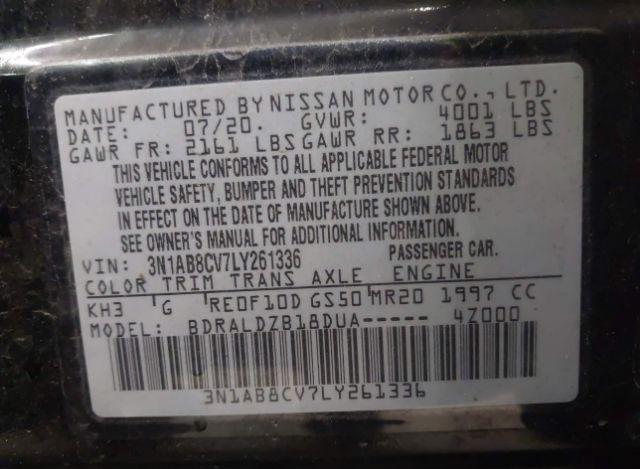 MANUFACTURED BY NISSAN MOTOR CO., LTD.
DATE: 07/20. GVWR: 4001 LBS
GAWR FR: 2161 LBS GAWR RR: 1863 LBS
THIS VEHICLE CONFORMS TO ALL APPLICABLE FEDERAL MOTOR
VEHICLE SAFETY, BUMPER AND THEFT PREVENTION STANDARDS
IN EFFECT ON THE DATE OF MANUFACTURE SHOWN ABOVE.
SEE OWNER'S MANUAL FOR ADDITIONAL INFORMATION.
VIN: 3N1AB8CV7LY261336 PASSENGER CAR.
COLOR TRIM TRANS AXLE ENGINE
KH3 'G RE0F10D GS50 MR20 1997 CC
MODEL: BDRALDZB18DUA----- 4Z000
3N1AB8CV7LY261336